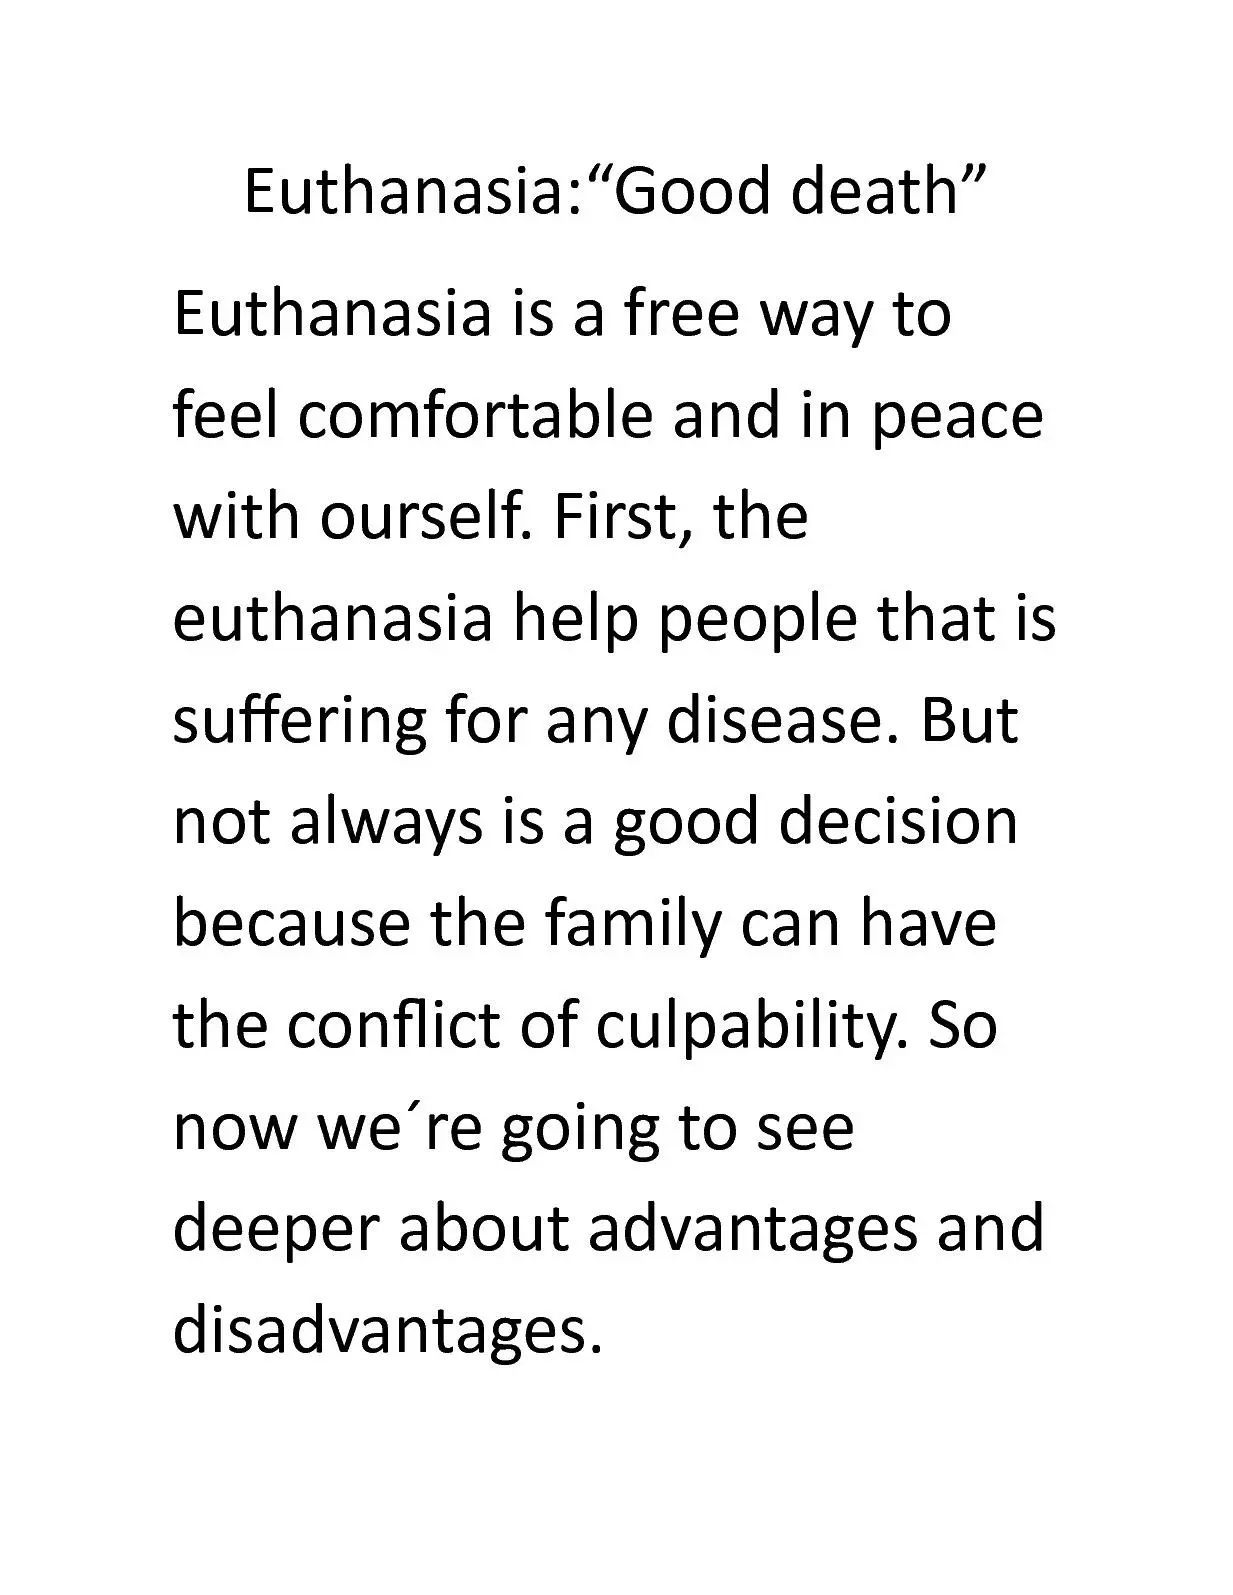 Euthanasia:“Good death”
Euthanasia is a free way to
feel comfortable and in peace
with ourself. First, the
euthanasia help people that is
suffering for any disease. But
not always is a good decision
because the family can have
the conflict of culpability. So
now we´re going to see
deeper about advantages and
disadvantages.